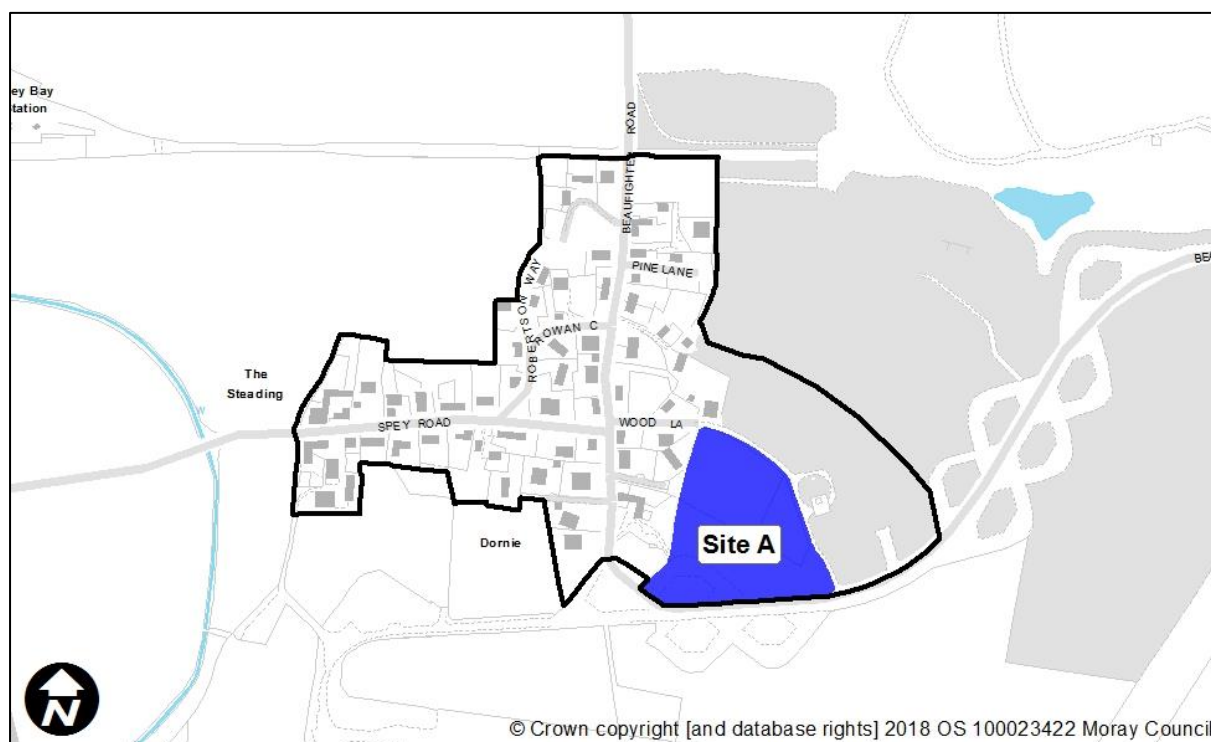 ey Bay
tation
BEAUFIGHTER ROAD
PINE LANE
BEA
ROBERTSON WAY
ROWAN C
The
Steading
W
SPEY ROAD
WOOD LA
Dornie
Site A
N
© Crown copyright [and database rights] 2018 OS 100023422 Moray Council